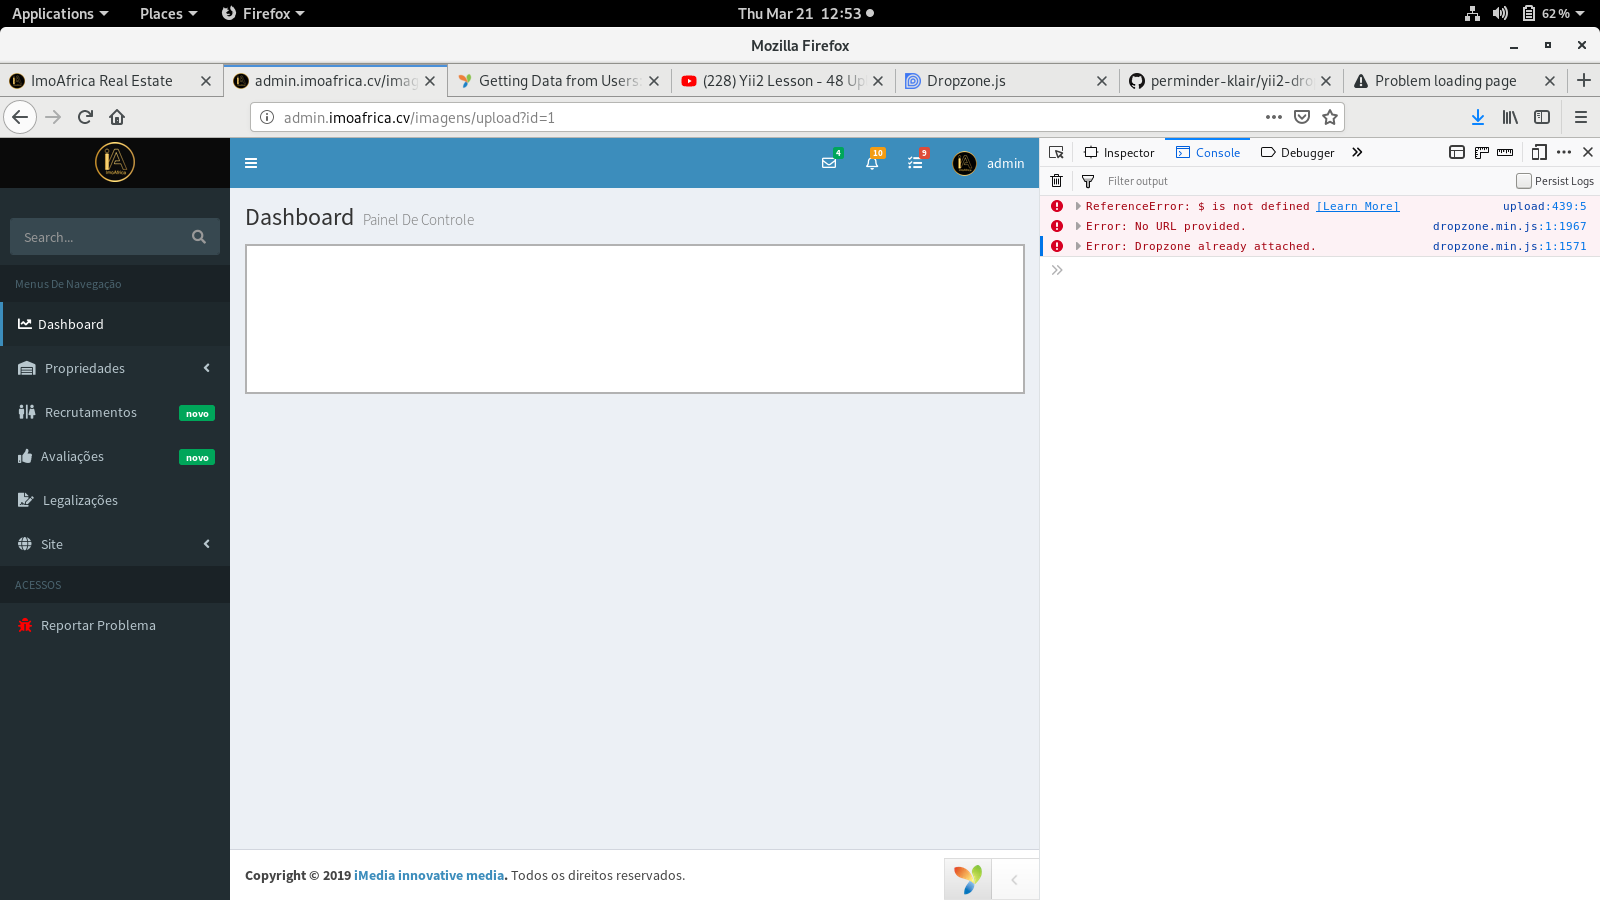 Applications Places Firefox Thu Mar 21 12:53 62 %
Mozilla Firefox
ImoAfrica Real Estate admin.imoafrica.cv/imag Getting Data from Users: (228) Yii2 Lesson - 48 Up Dropzone.js perminder-klair/yii2-dro Problem loading page
admin.imoafrica.cv/imagens/upload?id=1
4 10 9 admin
Inspector Console Debugger
Filter output Persist Logs
ReferenceError: $ is not defined [Learn More] upload:439:5
Error: No URL provided. dropzone.min.js:1:1967
Error: Dropzone already attached. dropzone.min.js:1:1571
Dashboard Painel De Controle
Search...
Menus De Navegação
Dashboard
Propriedades
Recrutamentos novo
Avaliações novo
Legalizações
Site
ACESSOS
Reportar Problema
Copyright © 2019 iMedia innovative media. Todos os direitos reservados.